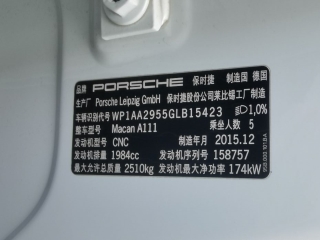 品牌 PORSCHE 保时捷 制造国 德国
生产厂 Porsche Leipzig GmbH 保时捷股份公司莱比锡工厂制造
车辆识别代号 WP1AA2955GLB15423 1,0%
整车型号 Macan A111 乘坐人数 5
发动机型号 CNC 制造年月 2015.12
发动机排量 1984cc 发动机型号 158757
最大允许总质量 2510kg 发动机最大净功率 174kW